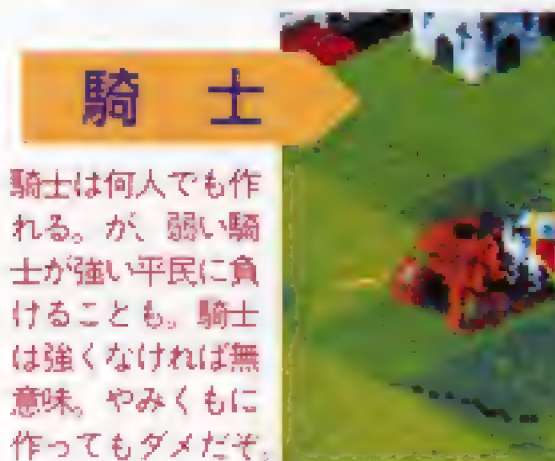 騎士
騎士は何人でも作
れる。が、弱い騎
士が強い平民に負
けることも。騎士
は強くなければ無
意味。やみくもに
作ってもダメだぞ。